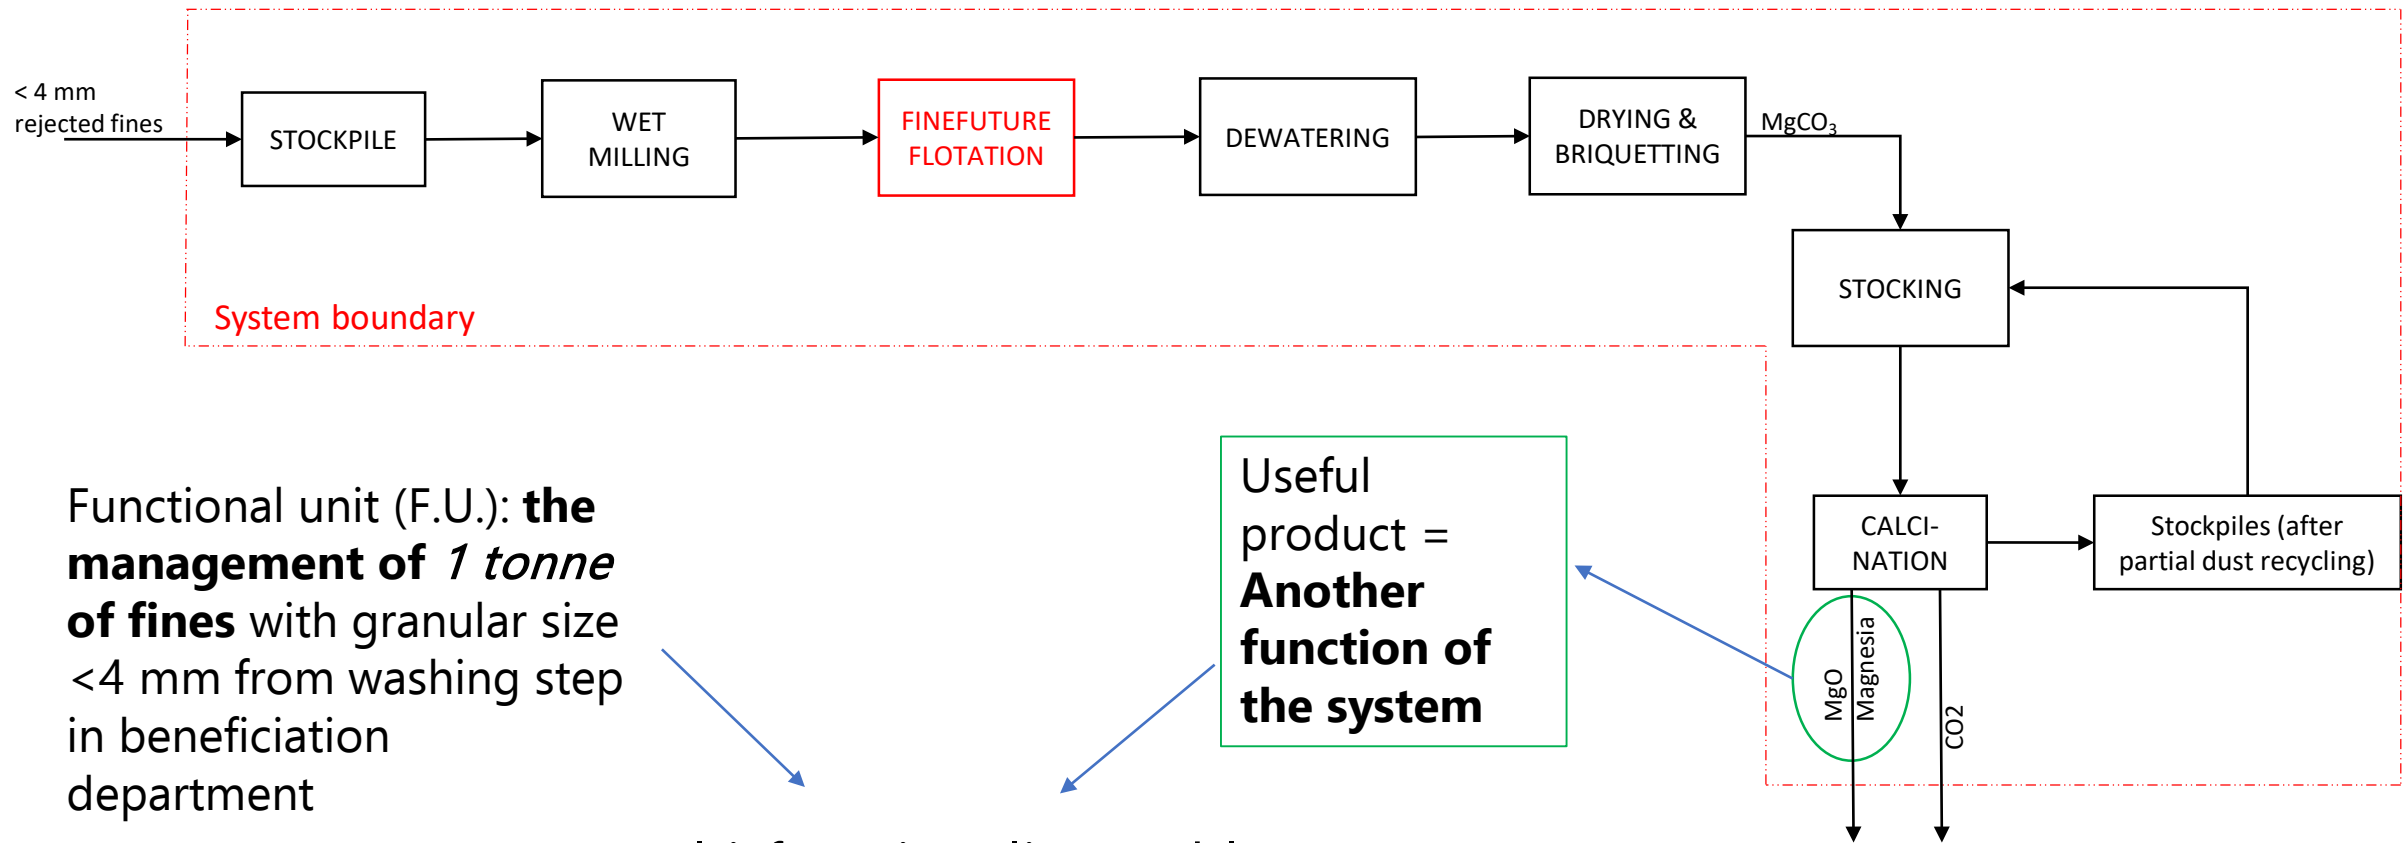 < 4 mm
rejected fines
STOCKPILE
WET
MILLING
FINEFUTURE
FLOTATION
DEWATERING
DRYING &
BRIQUETTING
MgCO₃
STOCKING
System boundary
CALCI-
NATION
Stockpiles (after
partial dust recycling)
MgO
Magnesia
CO2
Functional unit (F.U.): the
management of 1 tonne
of fines with granular size
<4 mm from washing step
in beneficiation
department
Useful
product =
Another
function of
the system